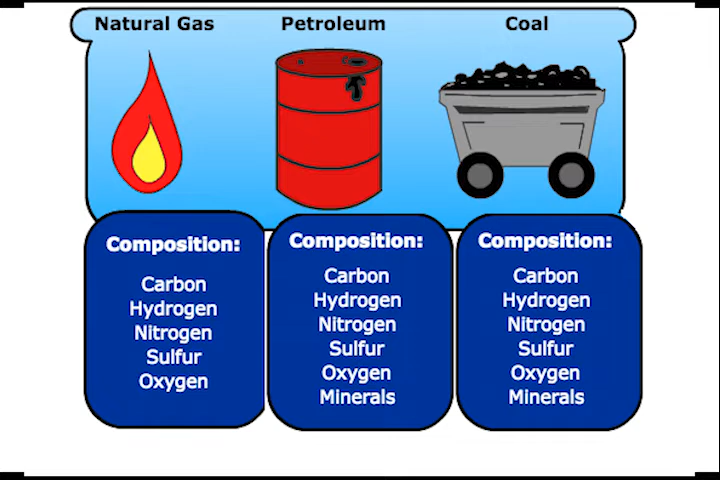 Natural Gas
Petroleum
Coal
Composition:
Carbon
Hydrogen
Nitrogen
Sulfur
Oxygen
Composition:
Carbon
Hydrogen
Nitrogen
Sulfur
Oxygen
Minerals
Composition:
Carbon
Hydrogen
Nitrogen
Sulfur
Oxygen
Minerals